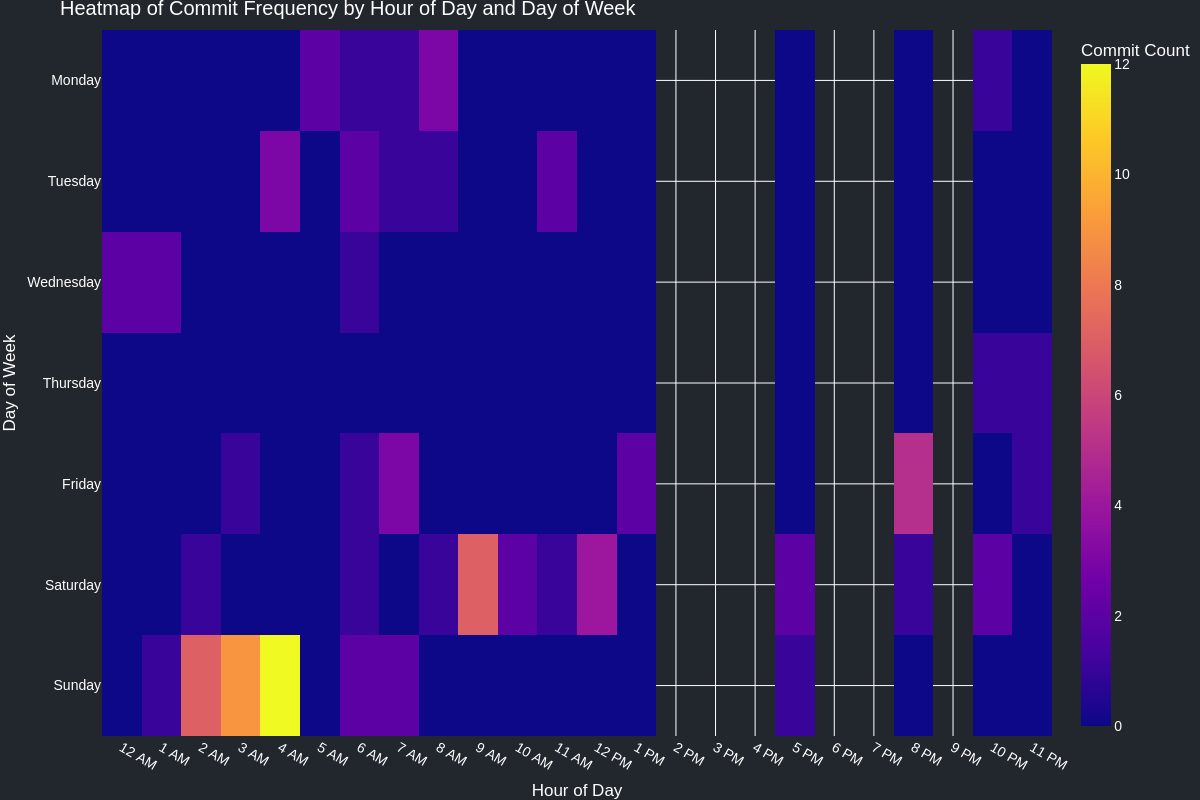 Heatmap of Commit Frequency by Hour of Day and Day of Week
Commit Count
12
10
8
6
4
2
0
Day of Week
Monday
Tuesday
Wednesday
Thursday
Friday
Saturday
Sunday
12 AM
1 AM
2 AM
3 AM
4 AM
5 AM
6 AM
7 AM
8 AM
9 AM
10 AM
11 AM
12 PM
1 PM
2 PM
3 PM
4 PM
5 PM
6 PM
7 PM
8 PM
9 PM
10 PM
11 PM
Hour of Day